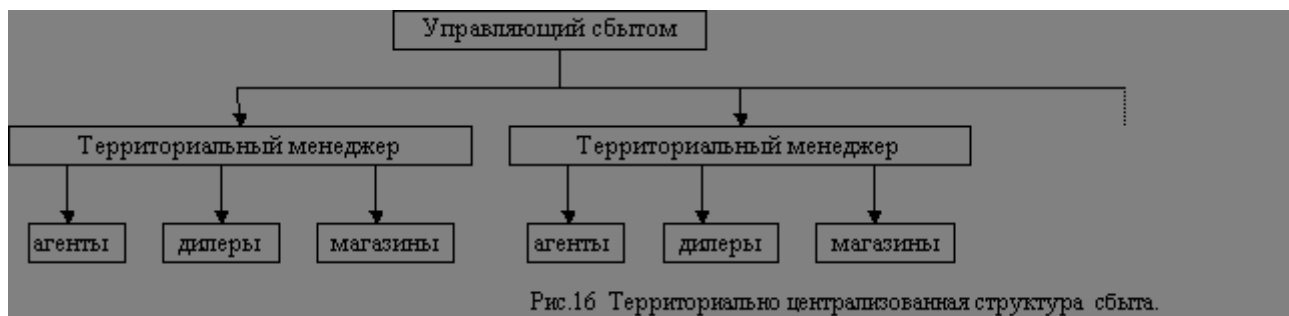 Управляющий сбытом
Территориальный менеджер Территориальный менеджер
агенты дилеры магазины агенты дилеры магазины
Рис.16 Территориально централизованная структура сбыта.